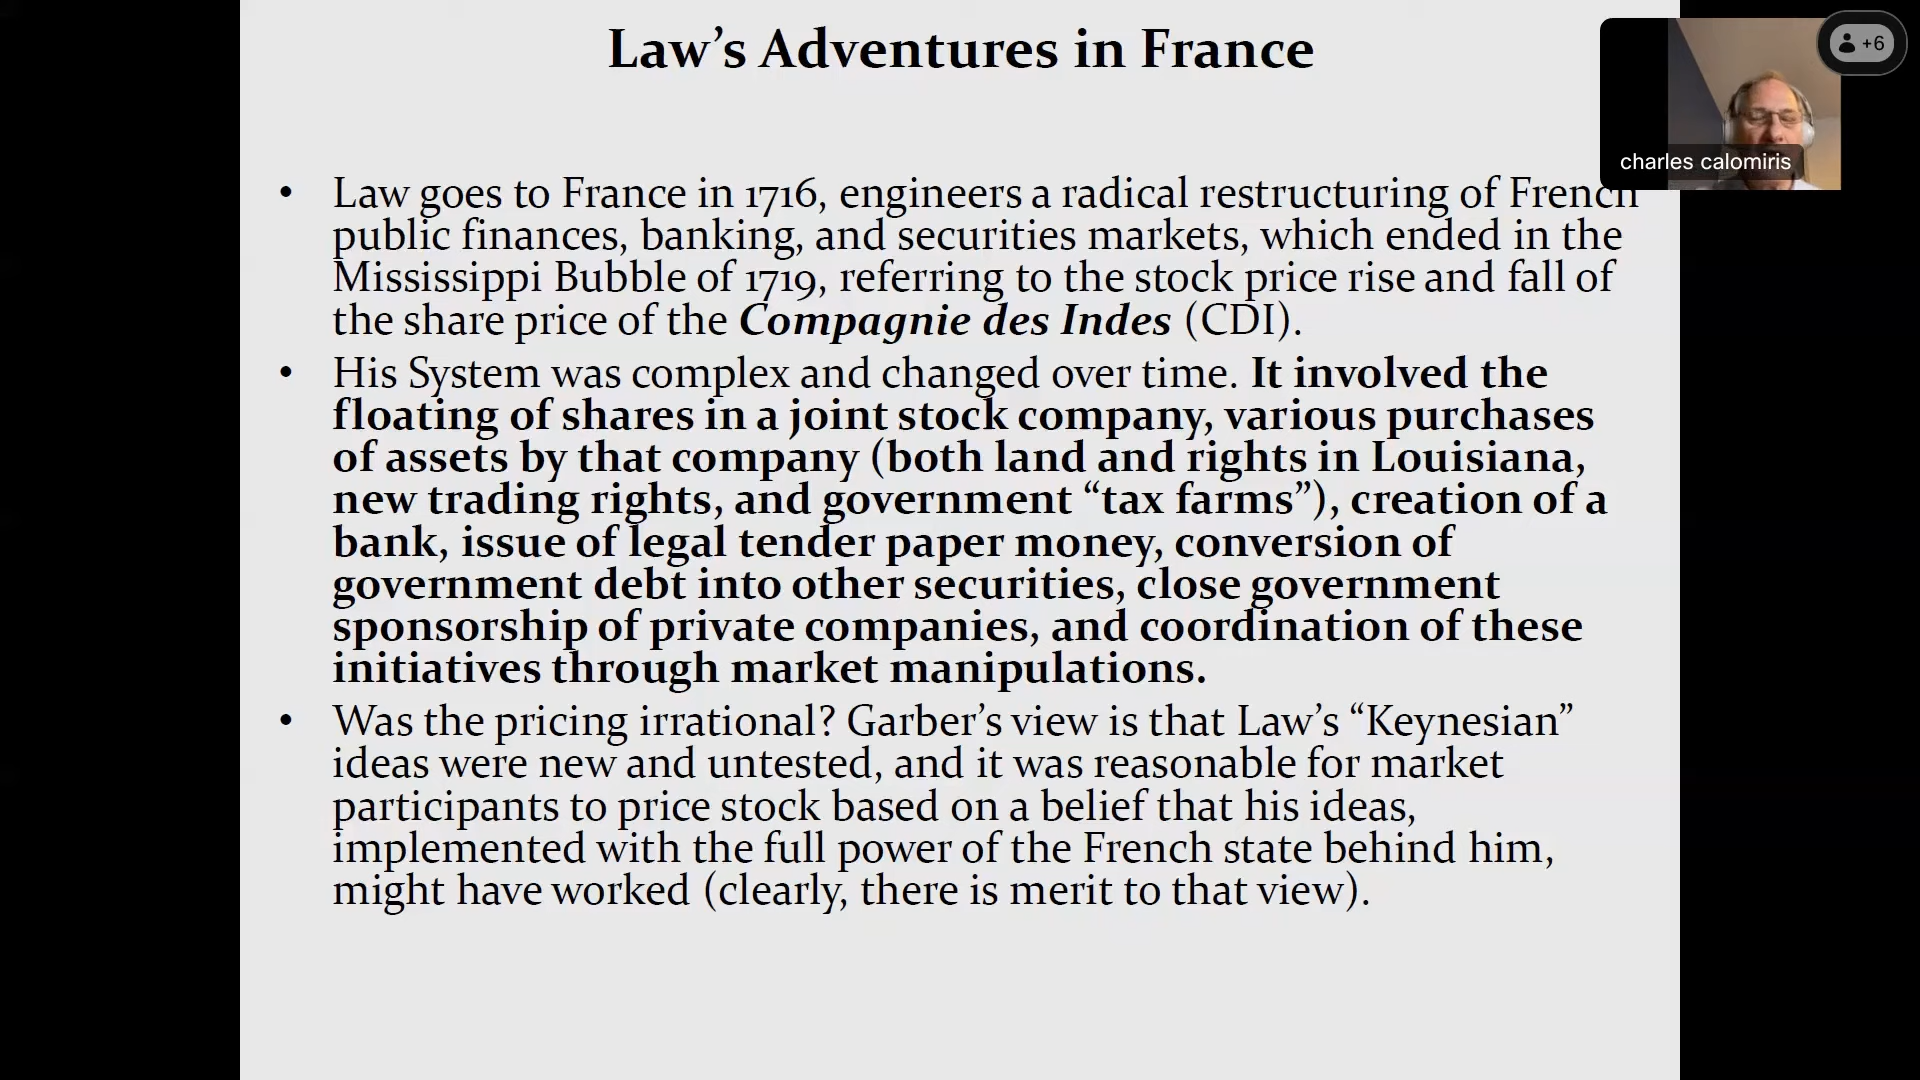 Law’s Adventures in France
+6
charles calomiris
• Law goes to France in 1716, engineers a radical restructuring of French
public finances, banking, and securities markets, which ended in the
Mississippi Bubble of 1719, referring to the stock price rise and fall of
the share price of the Compagnie des Indes (CDI).
• His System was complex and changed over time. It involved the
floating of shares in a joint stock company, various purchases
of assets by that company (both land and rights in Louisiana,
new trading rights, and government “tax farms”), creation of a
bank, issue of legal tender paper money, conversion of
government debt into other securities, close government
sponsorship of private companies, and coordination of these
initiatives through market manipulations.
• Was the pricing irrational? Garber’s view is that Law’s “Keynesian”
ideas were new and untested, and it was reasonable for market
participants to price stock based on a belief that his ideas,
implemented with the full power of the French state behind him,
might have worked (clearly, there is merit to that view).